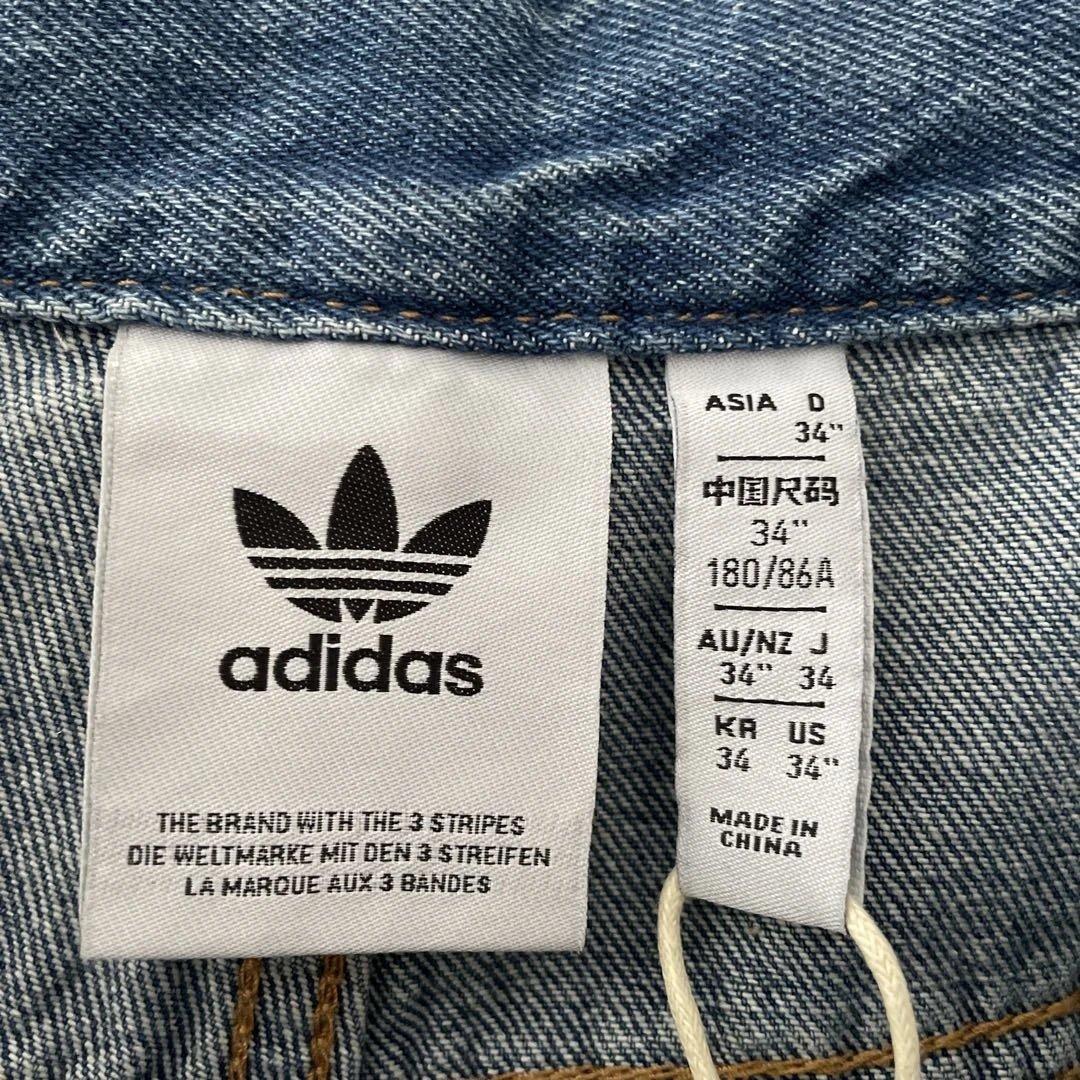 adidas
THE BRAND WITH THE 3 STRIPES
DIE WELTMARKE MIT DEN 3 STREIFEN
LA MARQUE AUX 3 BANDES
ASIA D
34"
中国尺码
34"
180/86A
AU/NZ J
34" 34
KR US
34 34"
MADE IN
CHINA